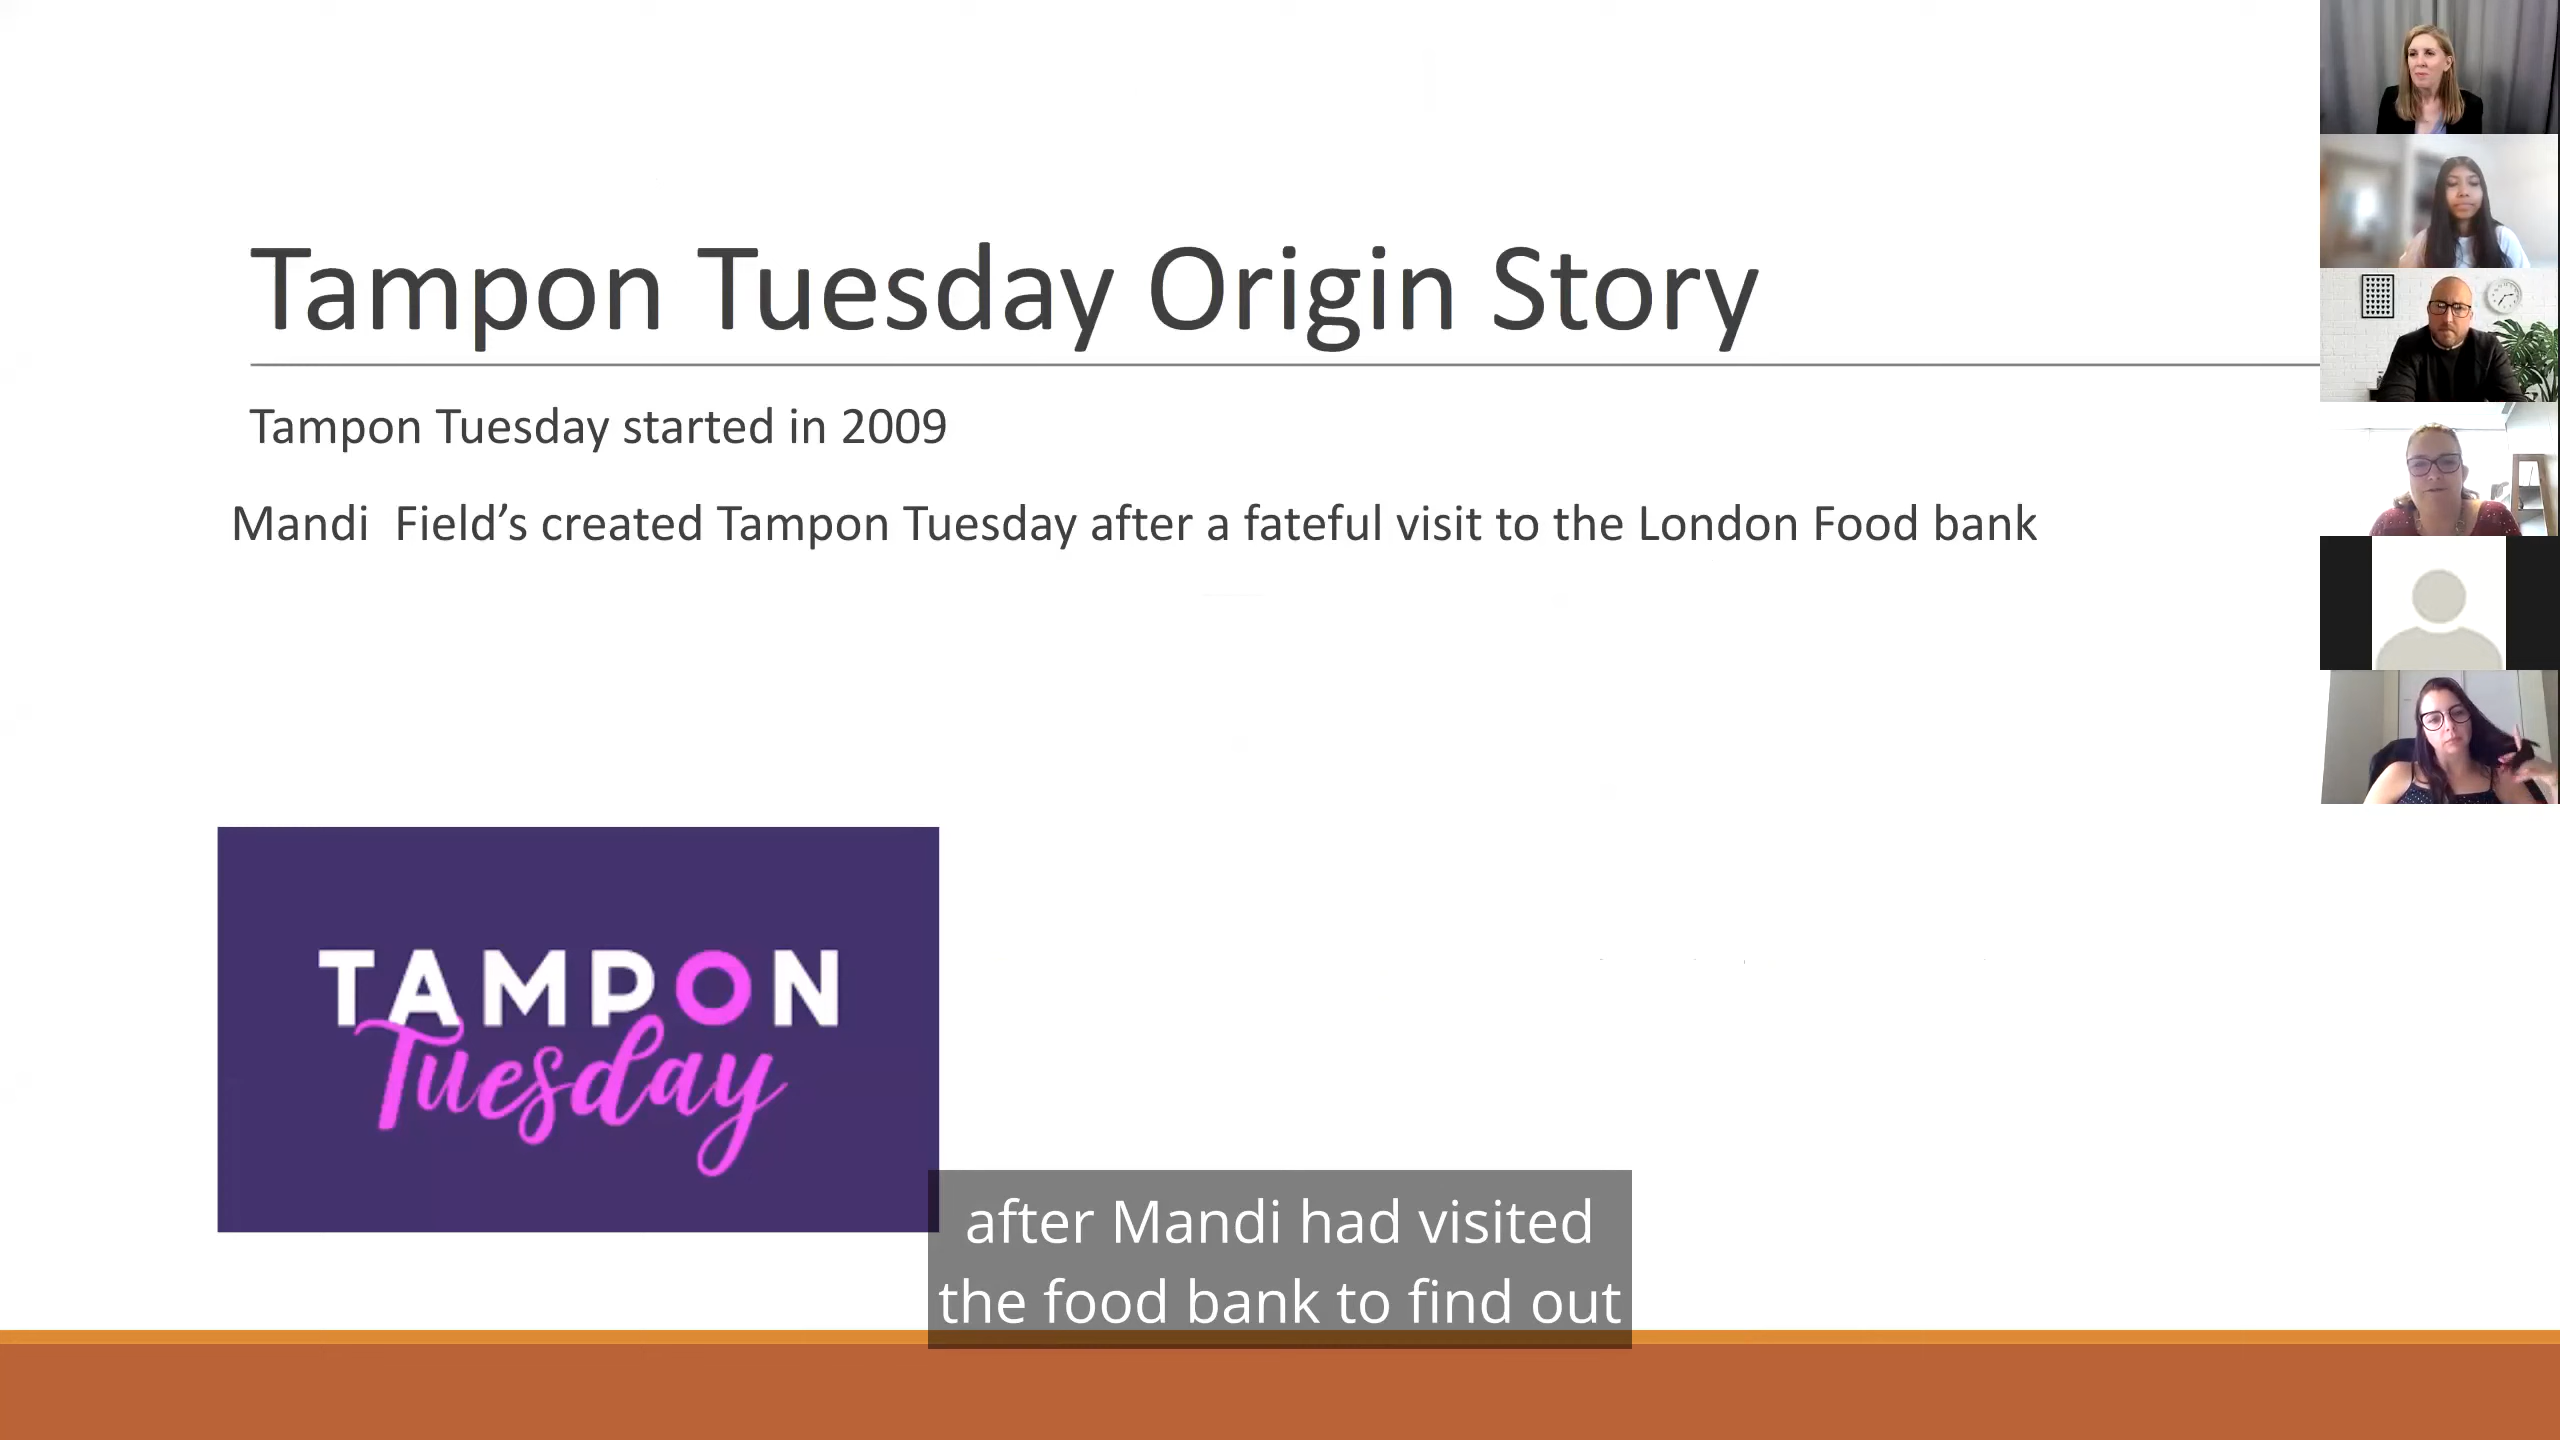 Tampon Tuesday Origin Story
Tampon Tuesday started in 2009
Mandi  Field’s created Tampon Tuesday after a fateful visit to the London Food bank
TAMPON
Tuesday
after Mandi had visited
the food bank to find out